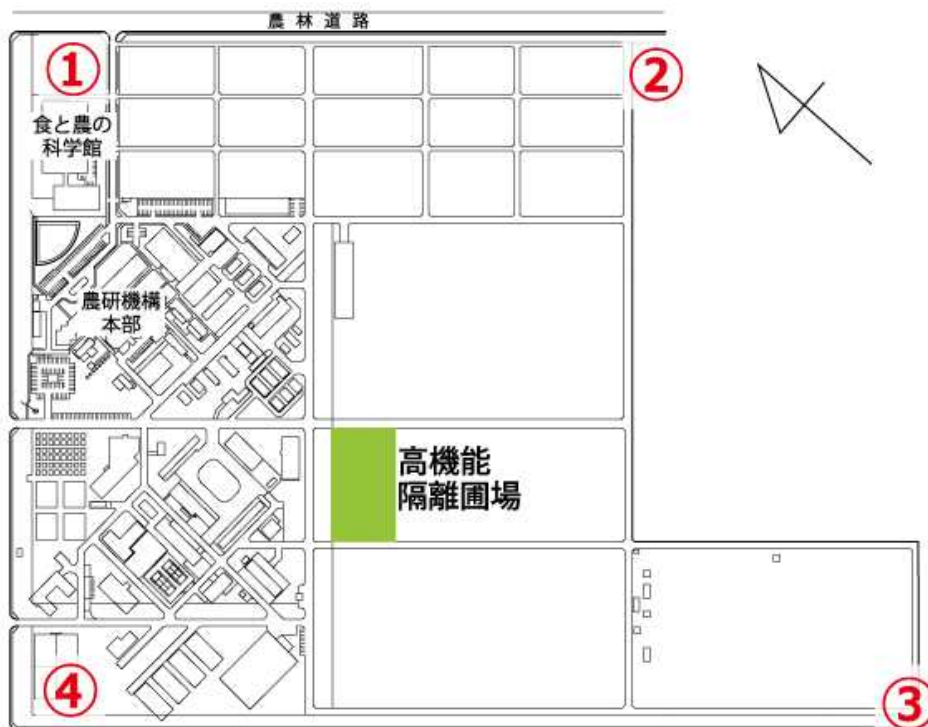 農林道路
①
②
食と農の
科学館
農研機構
本部
高機能
隔離圃場
④
③